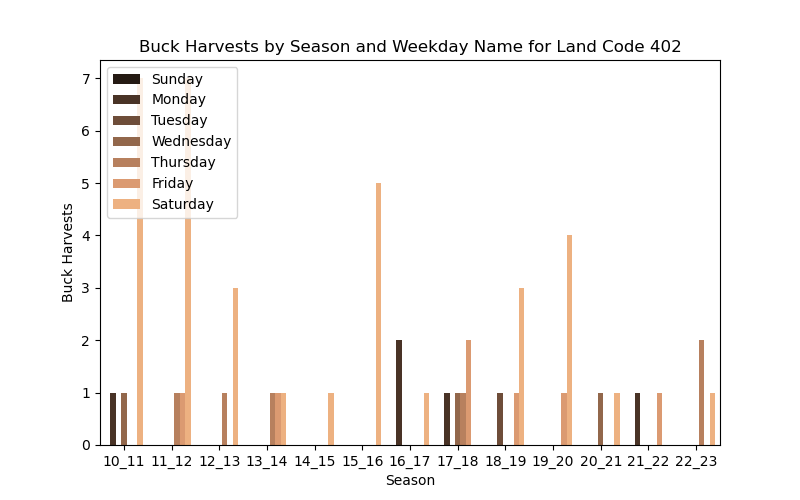 Buck Harvests by Season and Weekday Name for Land Code 402
Sunday
Monday
Tuesday
Wednesday
Thursday
Friday
Saturday
7
6
5
4
3
2
1
0
Buck Harvests
10_11 11_12 12_13 13_14 14_15 15_16 16_17 17_18 18_19 19_20 20_21 21_22 22_23
Season